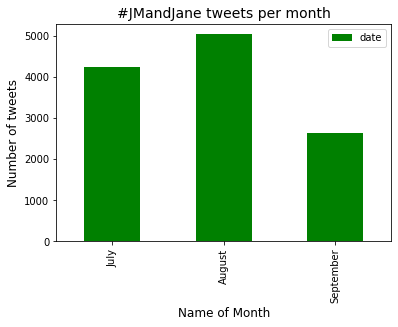 #JMandJane tweets per month
date
Number of tweets
5000
4000
3000
2000
1000
0
July
August
September
Name of Month